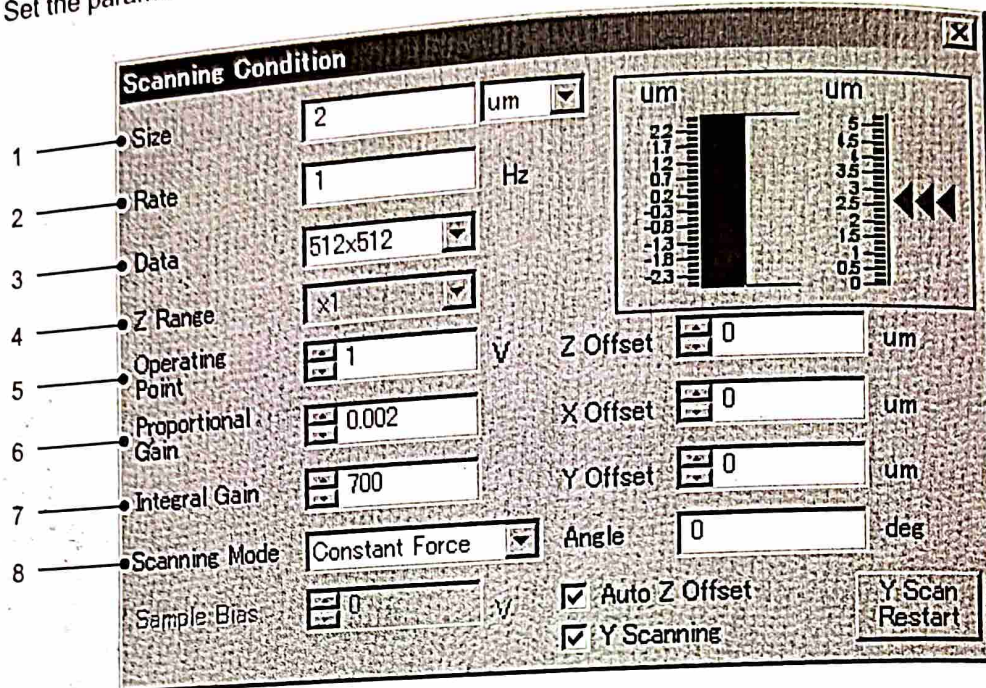 Set the
Scanning Condition
1 Size 2 um
2 Rate 1 Hz
3 Data 512x512
4 Z Range x1
5 Operating Point 1 V
6 Proportional Gain 0.002
7 Integral Gain 700
8 Scanning Mode Constant Force
Sample Bias 0 V
um um
2.2
1.7
1.2
0.7
0.2
-0.3
-0.8
-1.3
-1.8
-2.3
5
4.5
4
3.5
3
2.5
2
1.5
1
0.5
0
Z Offset 0 um
X Offset 0 um
Y Offset 0 um
Angle 0 deg
Auto Z Offset
Y Scanning
Y Scan
Restart